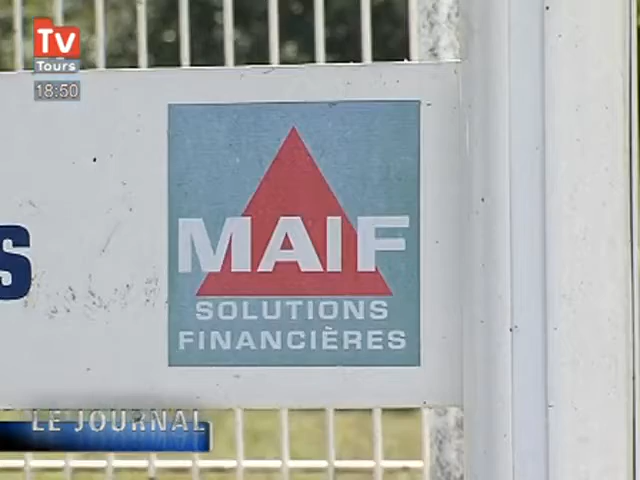 Tv
Tours
18:50
S
MAIF
SOLUTIONS
FINANCIÈRES
LE JOURNAL